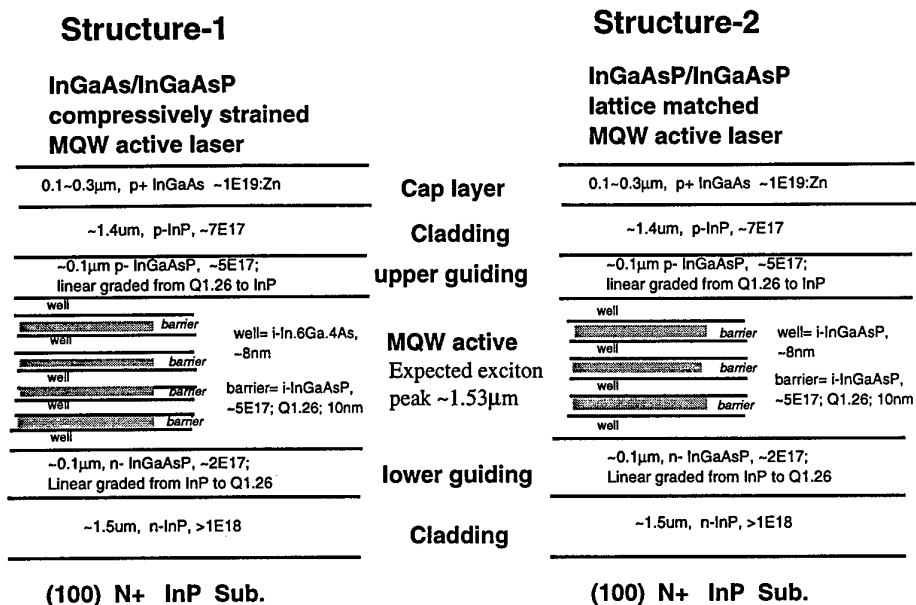 Structure-1
InGaAs/InGaAsP
compressively strained
MQW active laser
0.1~0.3µm, p+ InGaAs ~1E19:Zn
~1.4um, p-InP, ~7E17
~0.1µm p- InGaAsP, ~5E17;
linear graded from Q1.26 to InP
well
barrier
well
barrier
well
barrier
well
barrier
well
well= i-In.6Ga.4As,
~8nm
barrier= i-InGaAsP,
~5E17; Q1.26; 10nm
~0.1µm, n- InGaAsP, ~2E17;
Linear graded from InP to Q1.26
~1.5um, n-InP, >1E18
(100) N+ InP Sub.
Cap layer
Cladding
upper guiding
MQW active
Expected exciton
peak ~1.53µm
lower guiding
Cladding
Structure-2
InGaAsP/InGaAsP
lattice matched
MQW active laser
0.1~0.3µm, p+ InGaAs ~1E19:Zn
~1.4um, p-InP, ~7E17
~0.1µm p- InGaAsP, ~5E17;
linear graded from Q1.26 to InP
well
barrier
well
barrier
well
barrier
well
well= i-InGaAsP,
~8nm
barrier= i-InGaAsP,
~5E17; Q1.26; 10nm
~0.1µm, n- InGaAsP, ~2E17;
Linear graded from InP to Q1.26
~1.5um, n-InP, >1E18
(100) N+ InP Sub.